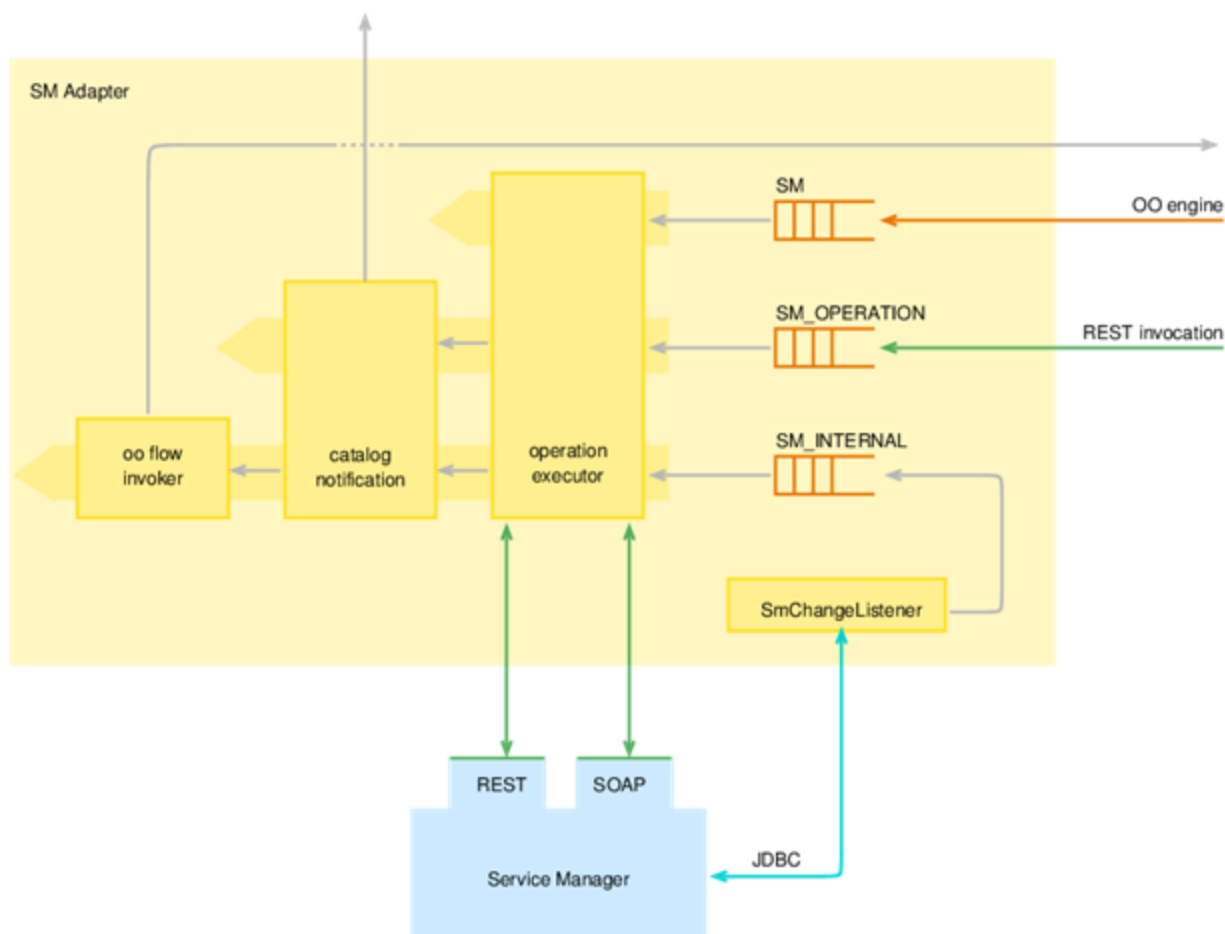 SM Adapter
SM
OO engine
SM_OPERATION
REST invocation
SM_INTERNAL
oo flow
invoker
catalog
notification
operation
executor
SmChangeListener
REST
SOAP
JDBC
Service Manager